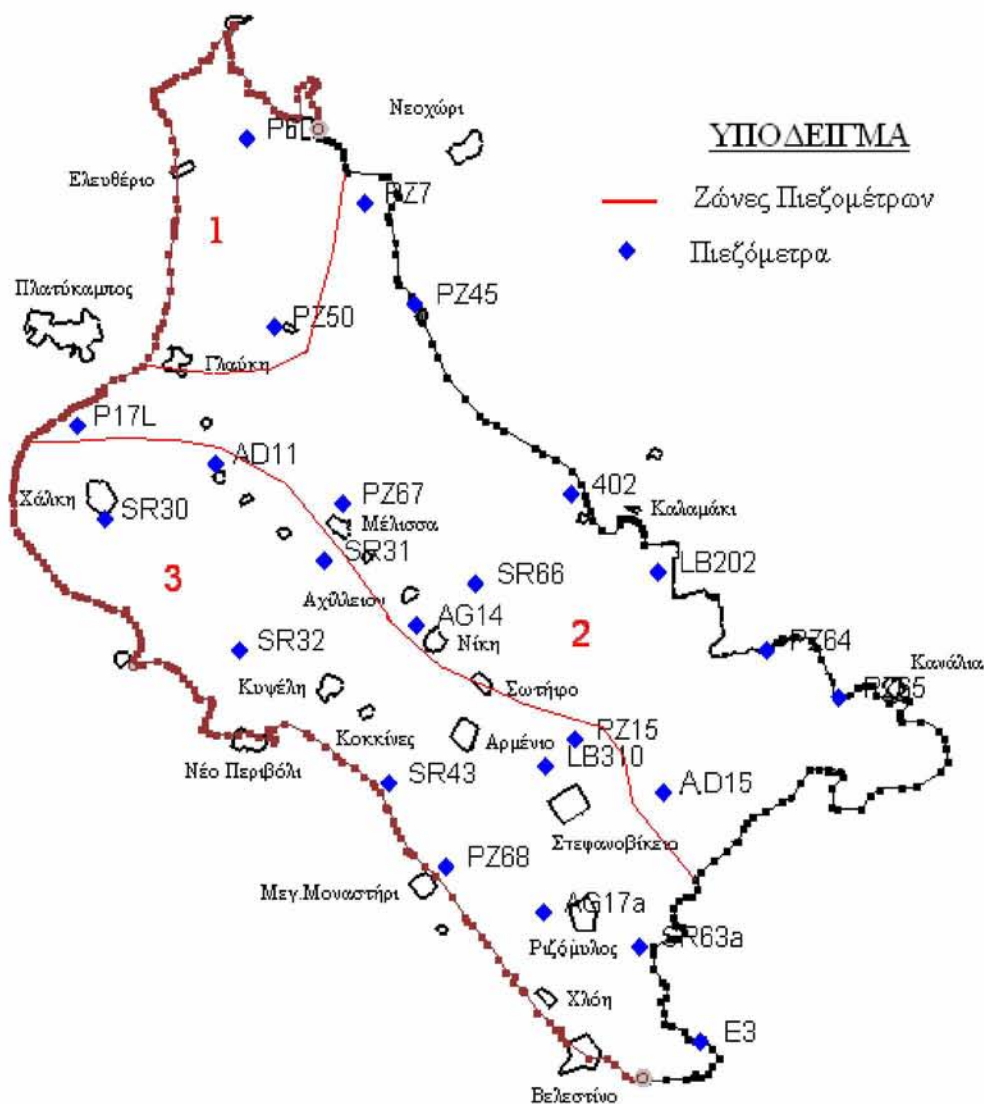 Νεοχώρι
ΥΠΟΔΕΙΓΜΑ
Ελευθέριο
PZ7
Ζώνες Πιεζομέτρων
1
Πιεζόμετρα
Πλατύκαμπος
PZ45
PZ50
Γλαύκη
P17L
AD11
Χάλκη
SR30
PZ67
402
Μέλισσα
Καλαμάκι
SR31
LB202
3
Αχίλλειον
SR66
AG14
2
Νίκη
SR32
PZ64
Κανάλια
Κυψέλη
Σωτήριο
Κοκκίνες
Αρμένιο
PZ15
Νέο Περιβόλι
LB310
SR43
AD15
Στεφανοβίκειο
PZ68
Μεγ.Μοναστήρι
AG17a
Ριζόμυλος
SR63a
Χλόη
E3
Βελεστίνο